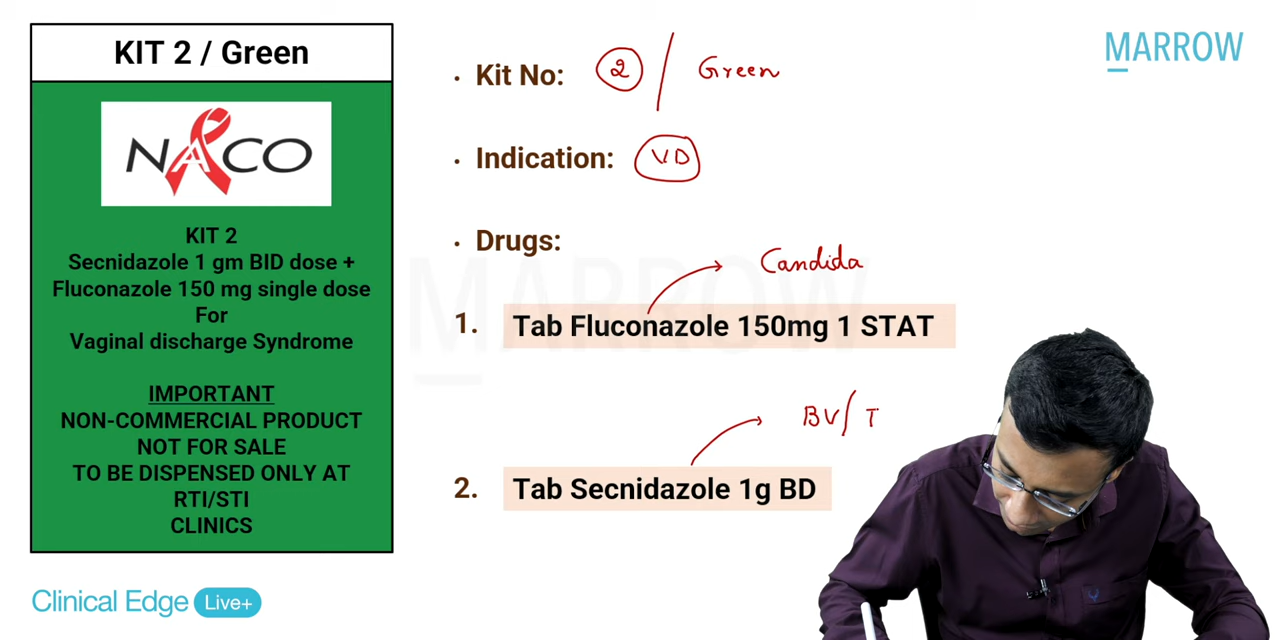 KIT 2 / Green
NACO
KIT 2
Secnidazole 1 gm BID dose +
Fluconazole 150 mg single dose
For
Vaginal discharge Syndrome
IMPORTANT
NON-COMMERCIAL PRODUCT
NOT FOR SALE
TO BE DISPENSED ONLY AT
RTI/STI
CLINICS
Clinical Edge Live+
MARROW
• Kit No: 2 / Green
• Indication: VD
• Drugs:
Candida
1. Tab Fluconazole 150mg 1 STAT
BV/T
2. Tab Secnidazole 1g BD
MARROW